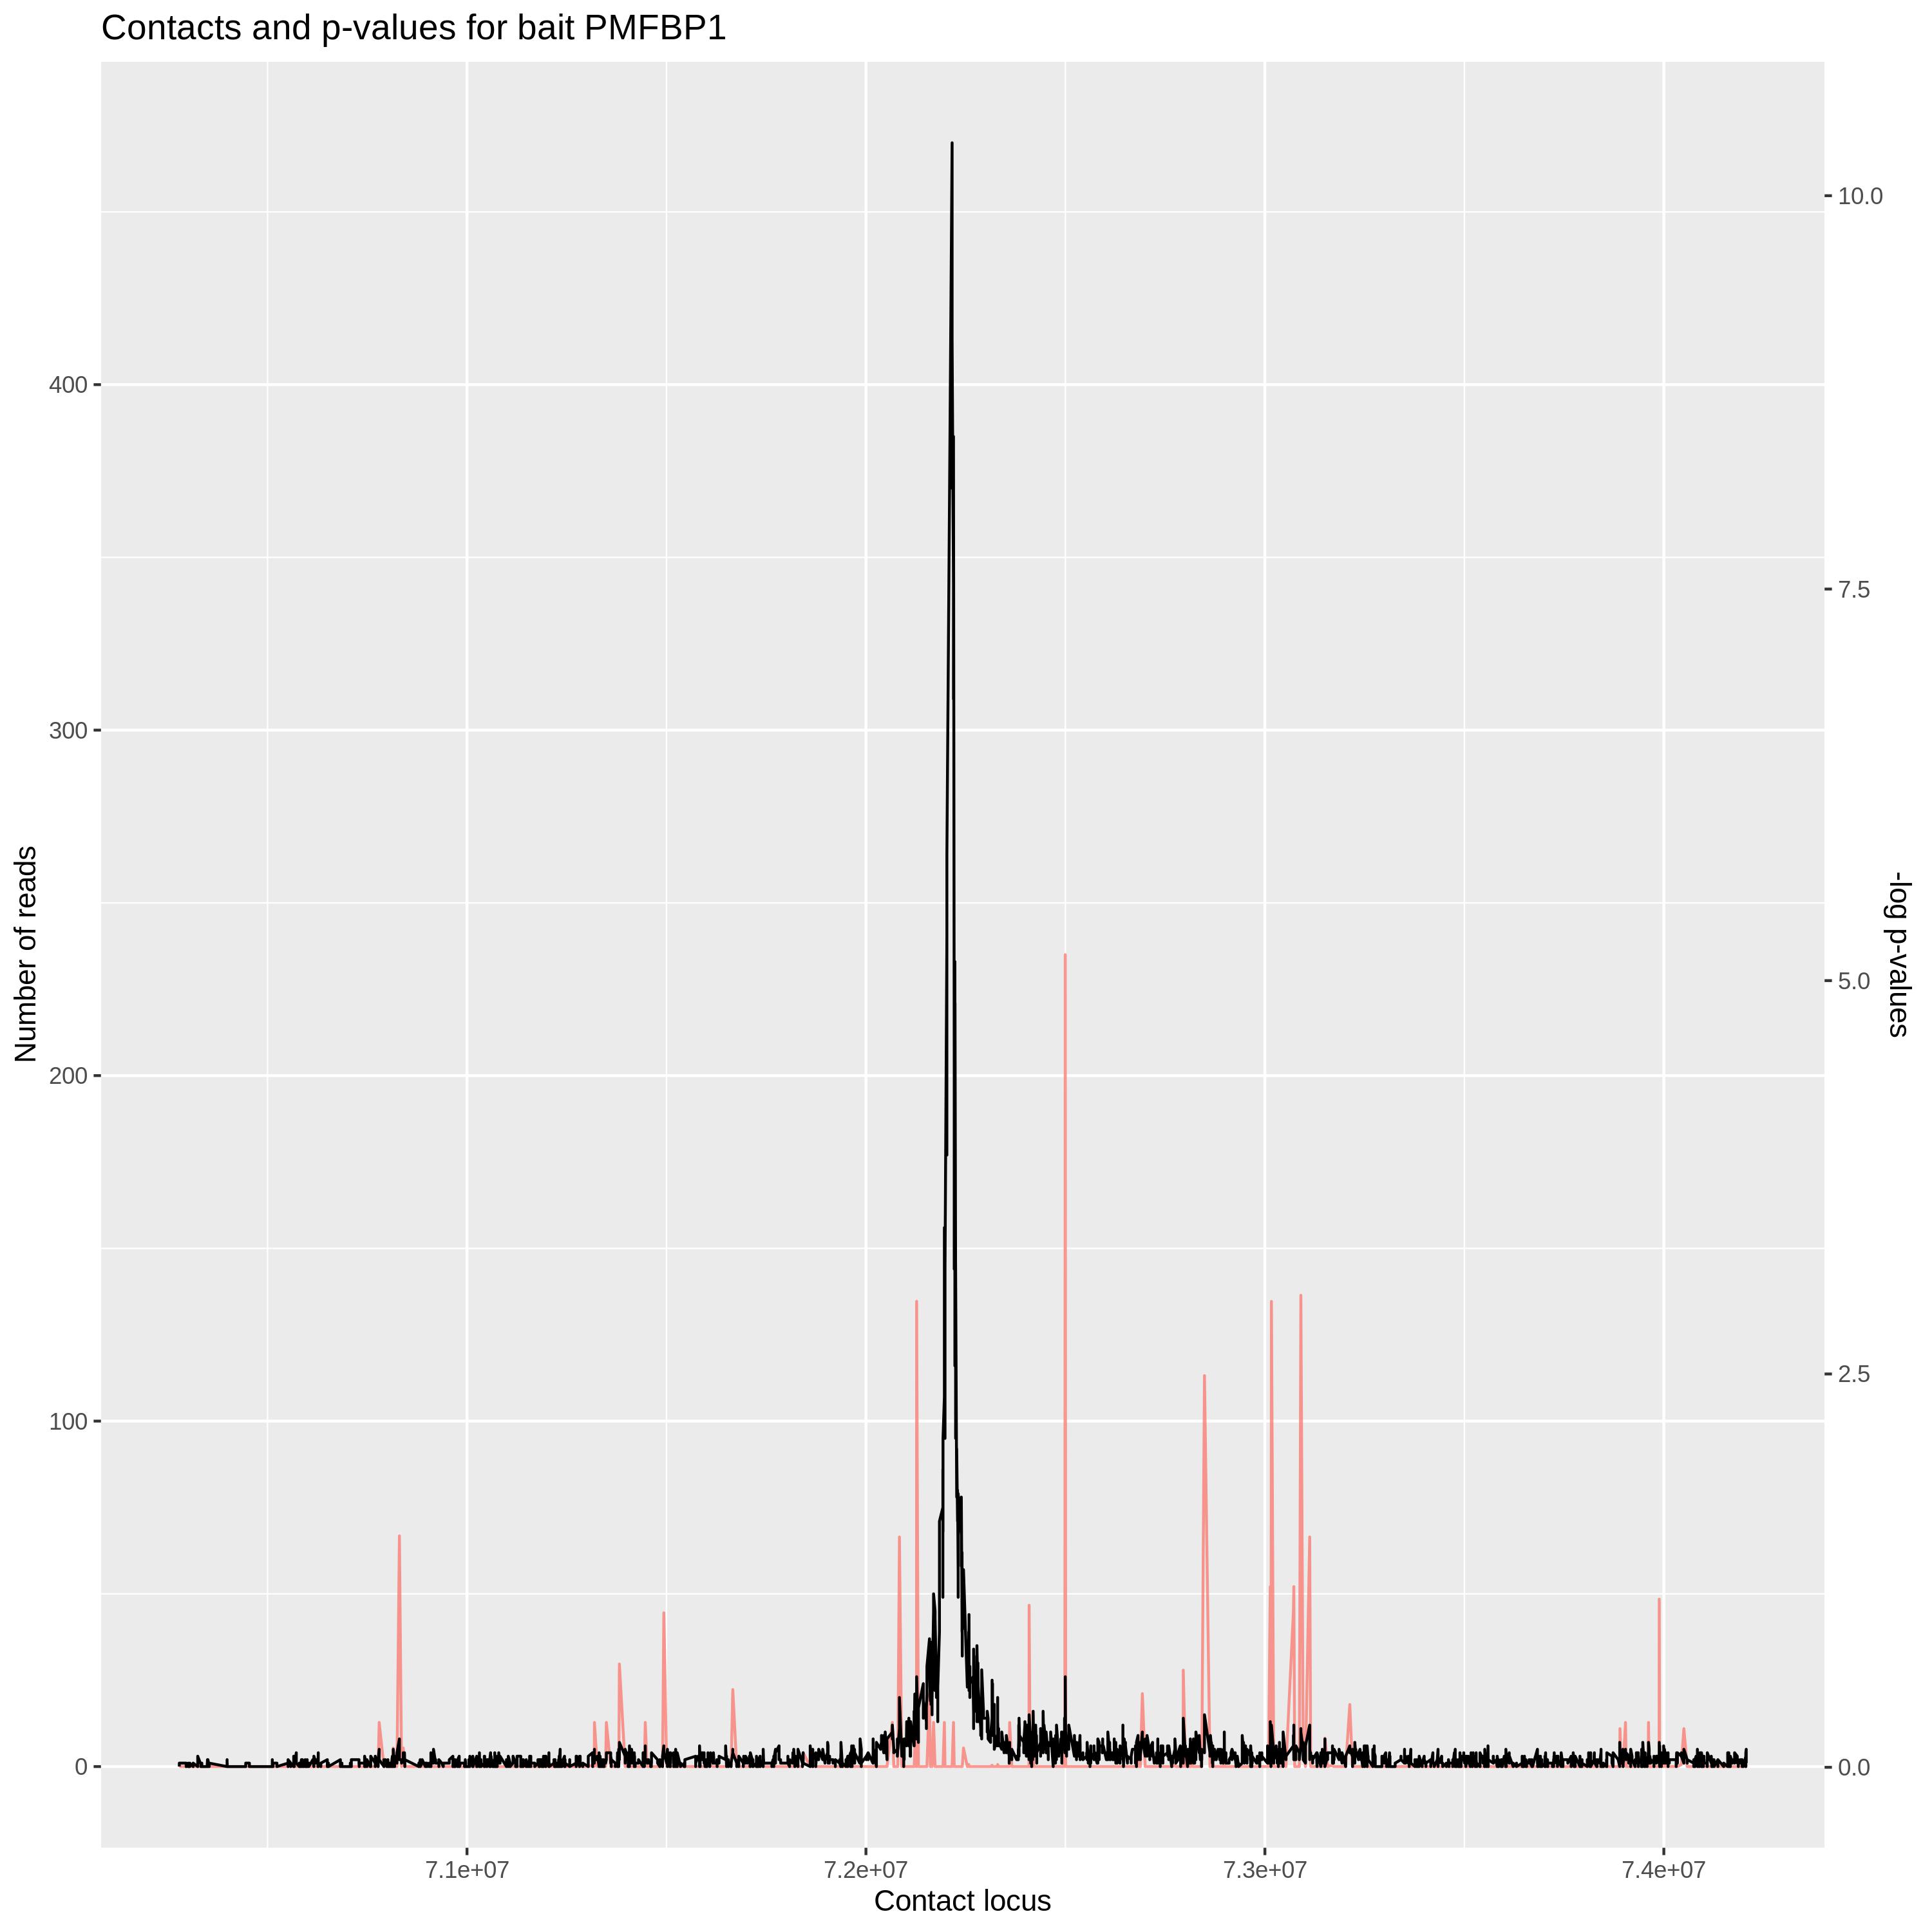 Contacts and p-values for bait PMFBP1
Number of reads
400
300
200
100
0
10.0
7.5
5.0
2.5
0.0
-log p-values
7.1e+07
7.2e+07
7.3e+07
7.4e+07
Contact locus